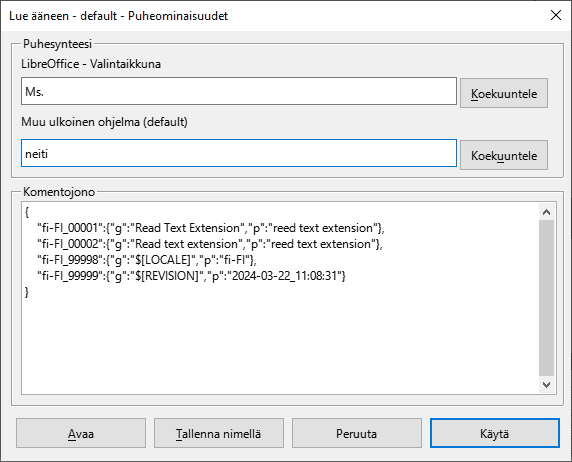 Lue ääneen - default - Puheominaisuudet
Puhesynteesi
LibreOffice - Valintaikkuna
Ms.
Koekuuntele
Muu ulkoinen ohjelma (default)
neiti
Koekuuntele
Komentojono
{
"fi-FI_00001":{"g":"Read Text Extension","p":"reed text extension"},
"fi-FI_00002":{"g":"Read text extension","p":"reed text extension"},
"fi-FI_99998":{"g":"$[LOCALE]","p":"fi-FI"},
"fi-FI_99999":{"g":"$[REVISION]","p":"2024-03-22_11:08:31"}
}
Avaa
Tallenna nimellä
Peruuta
Käytä